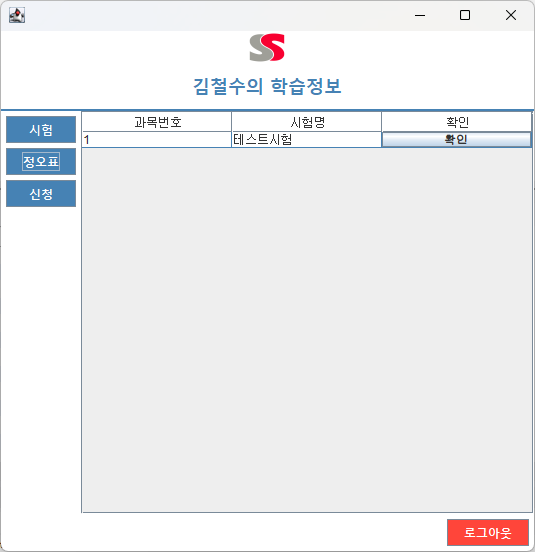 SS
김철수의 학습정보
시험
정오표
신청
과목번호 시험명 확인
1 테스트시험 확인
로그아웃